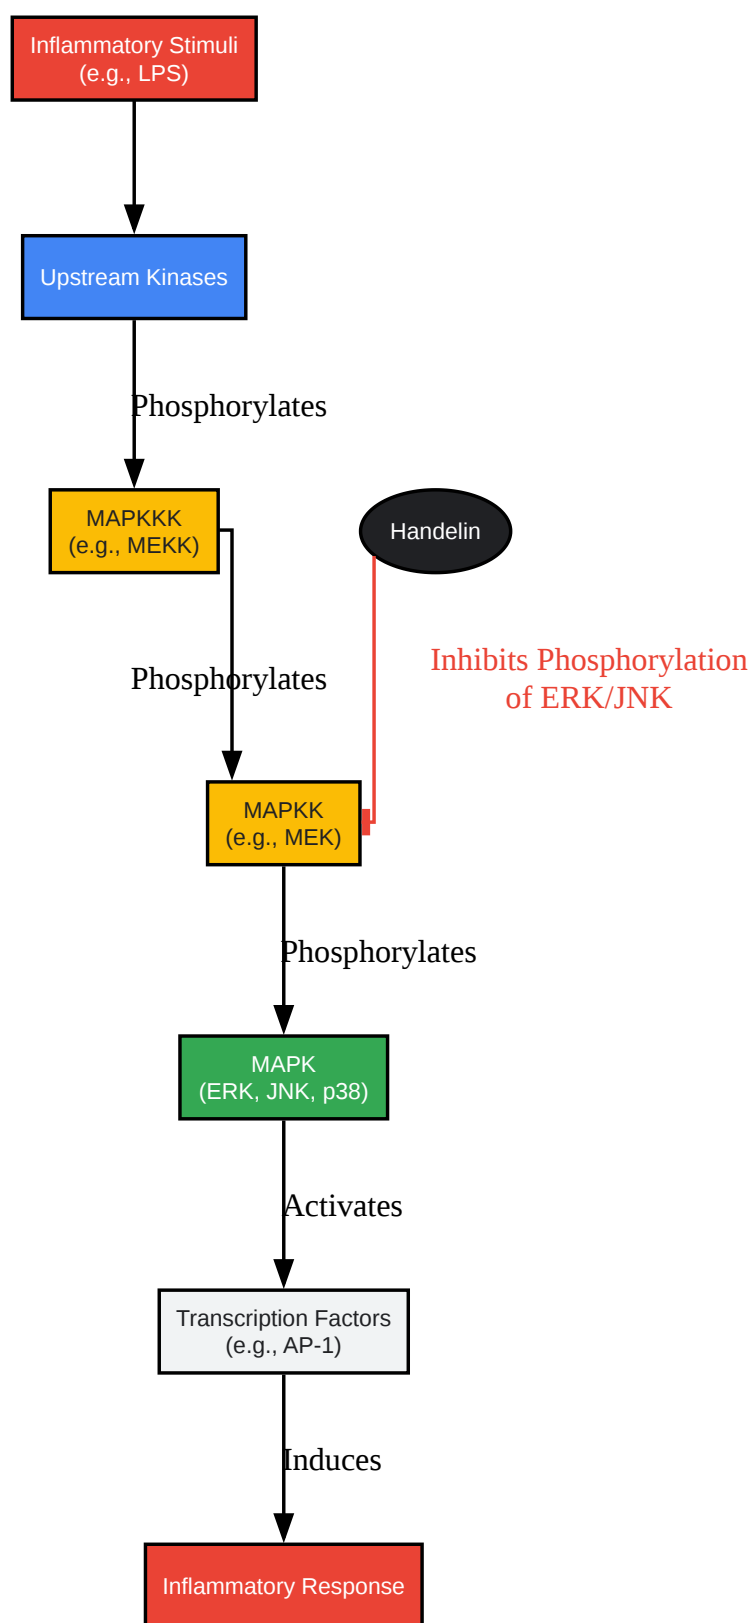 Inflammatory Stimuli
(e.g., LPS)
Upstream Kinases
Phosphorylates
MAPKKK
(e.g., MEKK)
Handelin
Phosphorylates
Inhibits Phosphorylation
of ERK/JNK
MAPKK
(e.g., MEK)
Phosphorylates
MAPK
(ERK, JNK, p38)
Activates
Transcription Factors
(e.g., AP-1)
Induces
Inflammatory Response